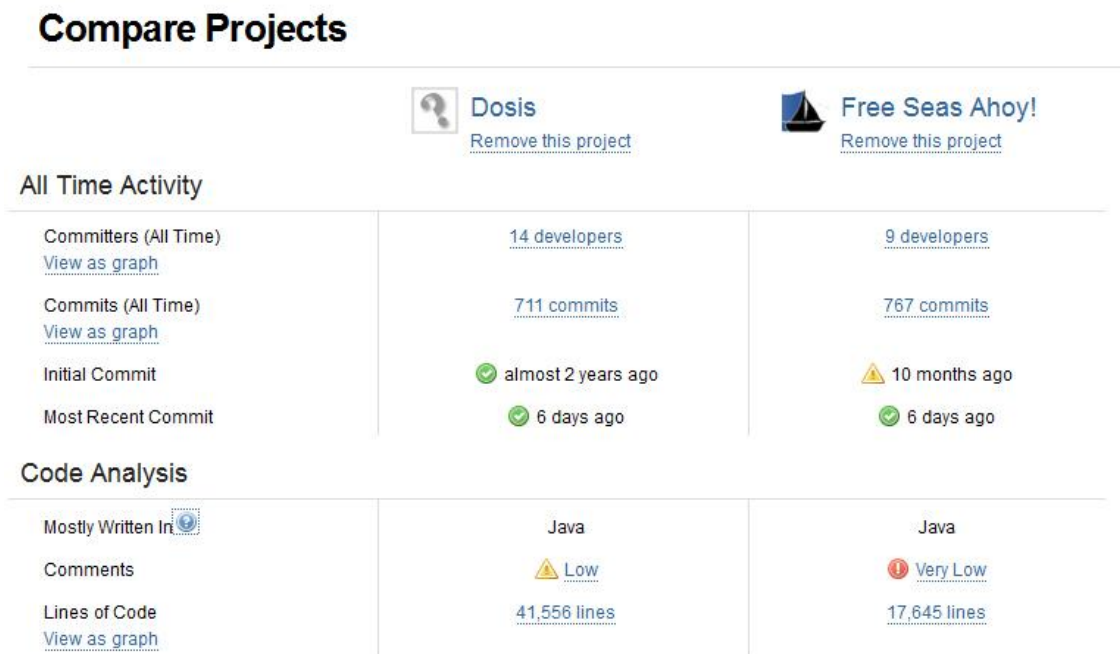 Compare Projects
Dosis Free Seas Ahoy!
Remove this project Remove this project
All Time Activity
Committers (All Time) 14 developers 9 developers
View as graph
Commits (All Time) 711 commits 767 commits
View as graph
Initial Commit almost 2 years ago 10 months ago
Most Recent Commit 6 days ago 6 days ago
Code Analysis
Mostly Written In Java Java
Comments Low Very Low
Lines of Code 41,556 lines 17,645 lines
View as graph